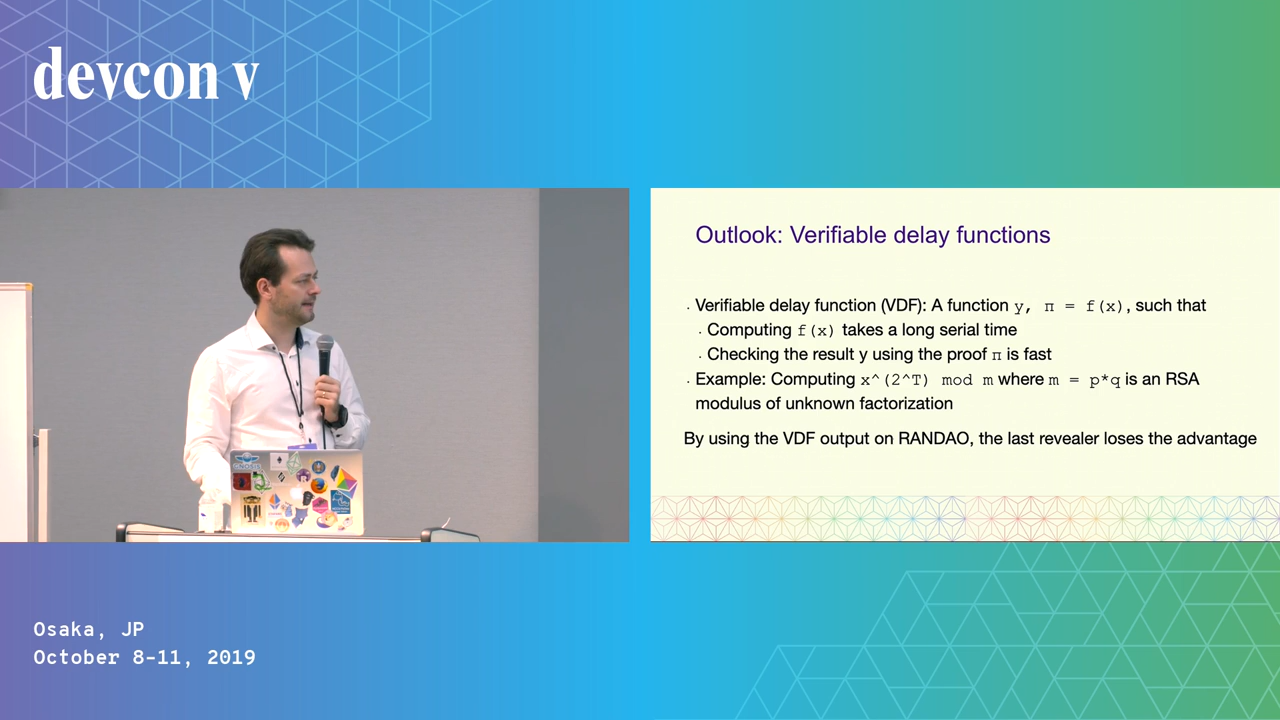 devcon v
Outlook: Verifiable delay functions
· Verifiable delay function (VDF): A function y, π = f(x), such that
· Computing f(x) takes a long serial time
· Checking the result y using the proof π is fast
· Example: Computing x^(2^T) mod m where m = p*q is an RSA
modulus of unknown factorization
By using the VDF output on RANDAO, the last revealer loses the advantage
Osaka, JP
October 8-11, 2019